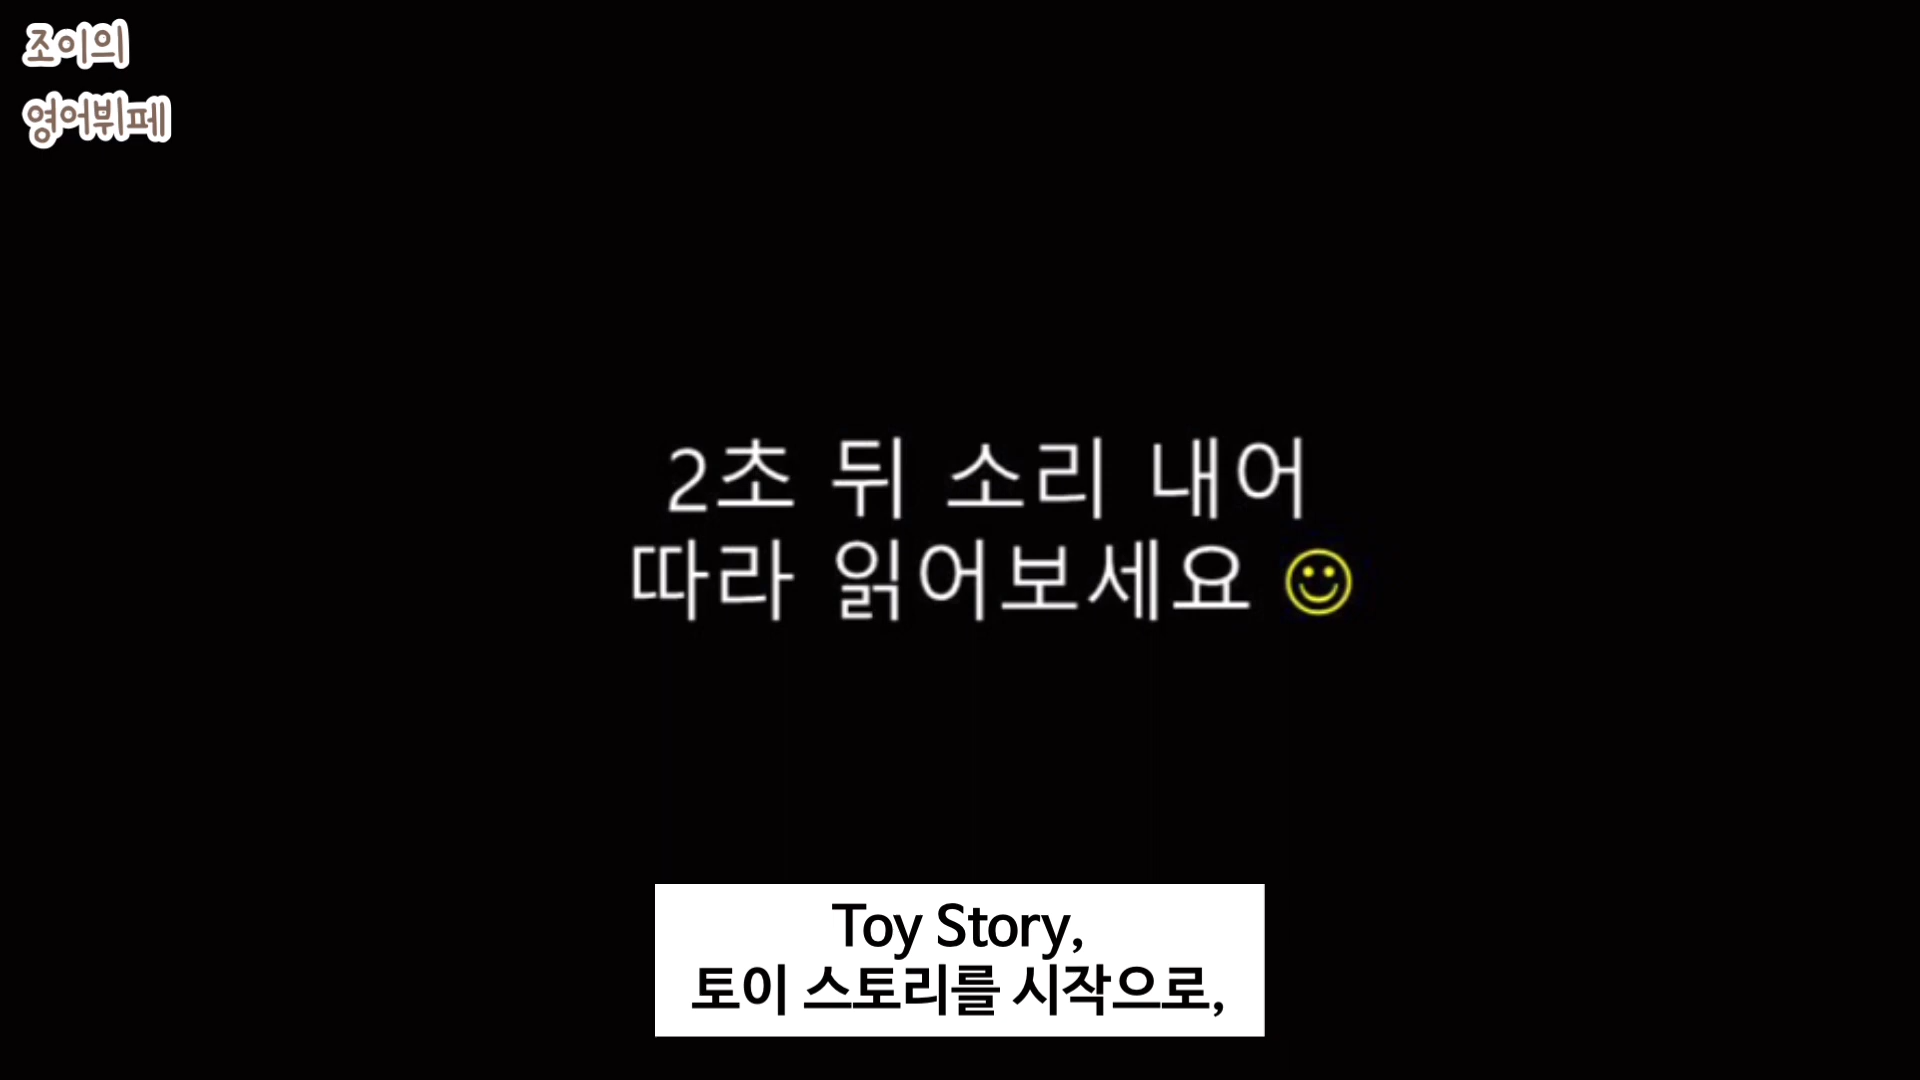 조이의
영어뷔페
2초 뒤 소리 내어
따라 읽어보세요 ☺
Toy Story,
토이 스토리를 시작으로,